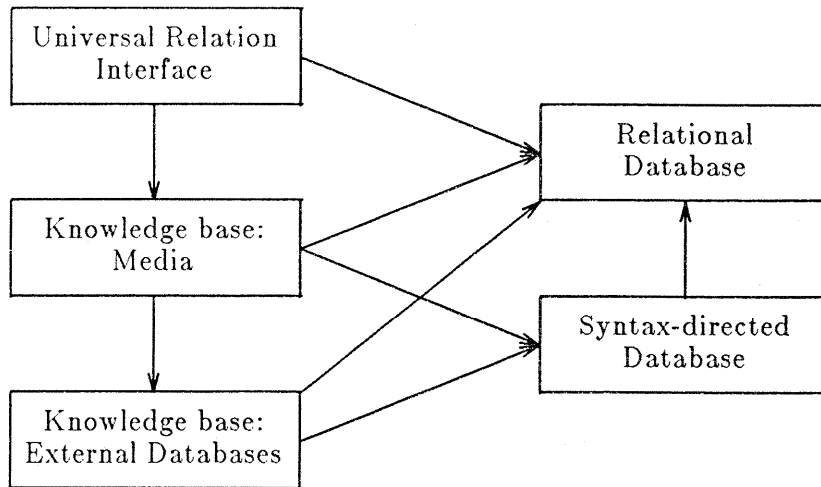 Universal Relation
Interface
Relational
Database
Knowledge base:
Media
Syntax-directed
Database
Knowledge base:
External Databases